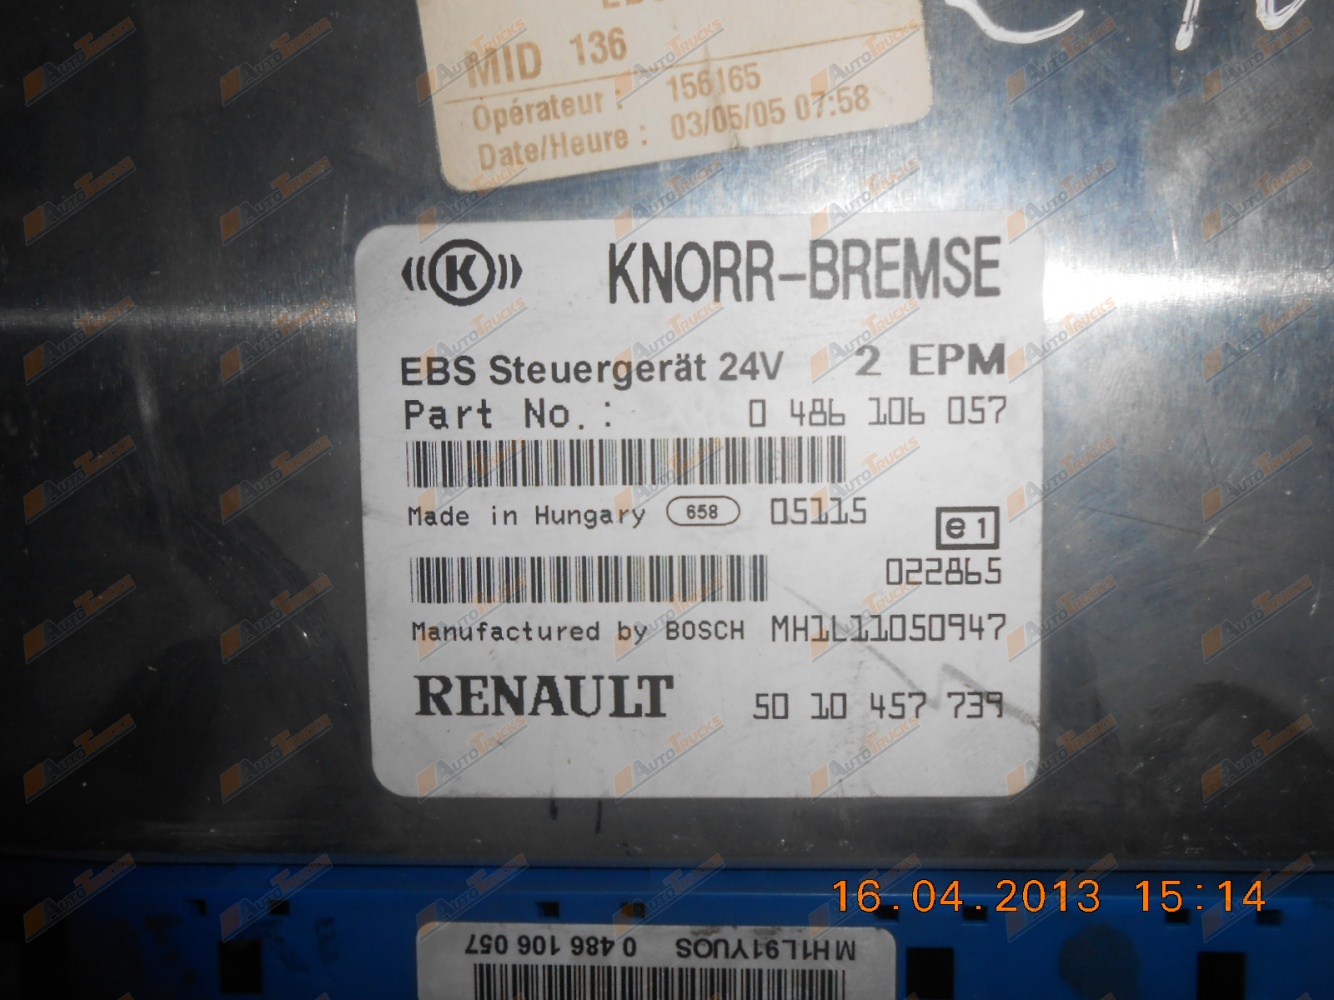 MID 136
Opérateur : 156165
Date/Heure : 03/05/05 07:58
K
KNORR-BREMSE
EBS Steuergerät 24V 2 EPM
Part No.: 0 486 106 057
Made in Hungary 658 05115
e1
022865
Manufactured by BOSCH MH1L11050947
RENAULT 50 10 457 739
16.04.2013 15:14
MH1L91YUOS 0 486 106 057
AUTOTRUCKS